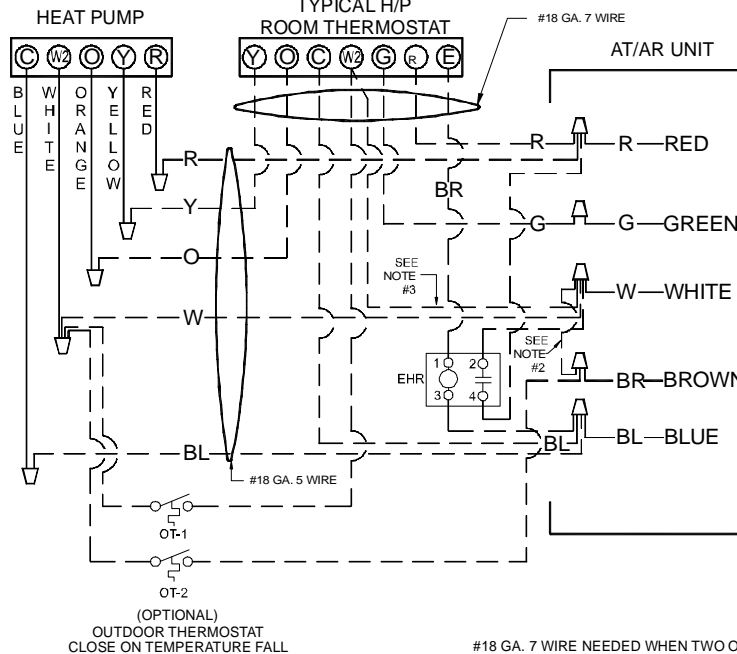 TYPICAL H/P
HEAT PUMP
ROOM THERMOSTAT
#18 GA. 7 WIRE
AT/AR UNIT
C W2 O Y R
Y O C W2 G R E
BLUE
WHITE
ORANGE
YELLOW
RED
R
R
R
RED
BR
Y
G
G
GREEN
O
SEE
NOTE
#3
W
WHITE
W
SEE
NOTE
#2
EHR
1
2
3
4
BR
BROWN
BL
BL
BL
BLUE
#18 GA. 5 WIRE
OT-1
OT-2
(OPTIONAL)
OUTDOOR THERMOSTAT
CLOSE ON TEMPERATURE FALL
#18 GA. 7 WIRE NEEDED WHEN TWO O